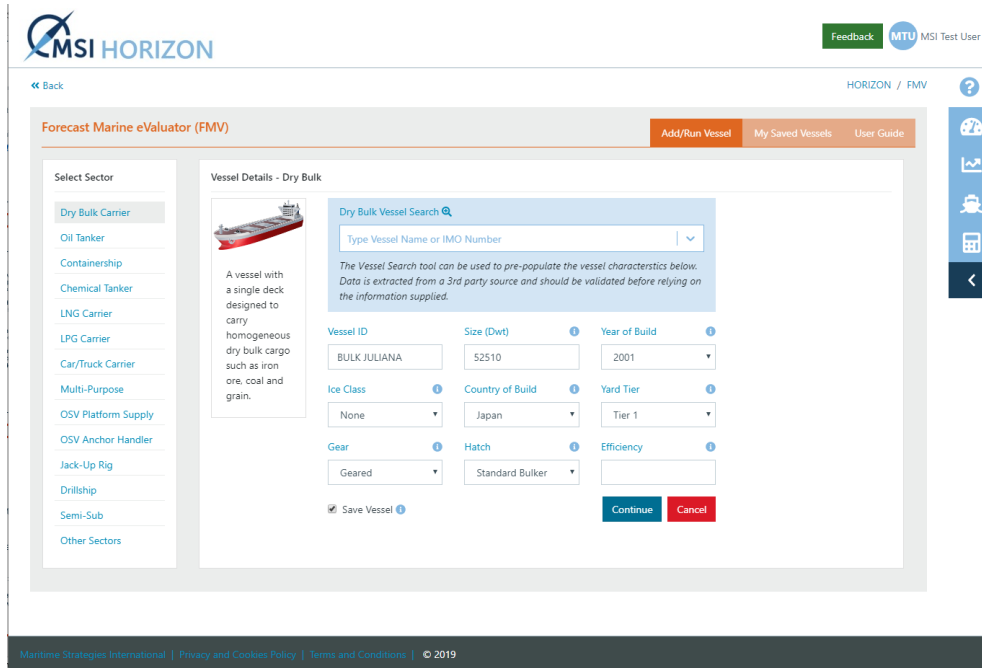 MSI HORIZON
Feedback
MTU
MSI Test User
Back
HORIZON / FMV
Forecast Marine eValuator (FMV)
Add/Run Vessel
My Saved Vessels
User Guide
Select Sector
Dry Bulk Carrier
Oil Tanker
Containership
Chemical Tanker
LNG Carrier
LPG Carrier
Car/Truck Carrier
Multi-Purpose
OSV Platform Supply
OSV Anchor Handler
Jack-Up Rig
Drillship
Semi-Sub
Other Sectors
Vessel Details - Dry Bulk
A vessel with
a single deck
designed to
carry
homogeneous
dry bulk cargo
such as iron
ore, coal and
grain.
Dry Bulk Vessel Search
Type Vessel Name or IMO Number
The Vessel Search tool can be used to pre-populate the vessel characterstics below.
Data is extracted from a 3rd party source and should be validated before relying on
the information supplied.
Vessel ID
Size (Dwt)
Year of Build
BULK JULIANA
52510
2001
Ice Class
Country of Build
Yard Tier
None
Japan
Tier 1
Gear
Hatch
Efficiency
Geared
Standard Bulker
Save Vessel
Continue
Cancel
Maritime Strategies International | Privacy and Cookies Policy | Terms and Conditions | © 2019